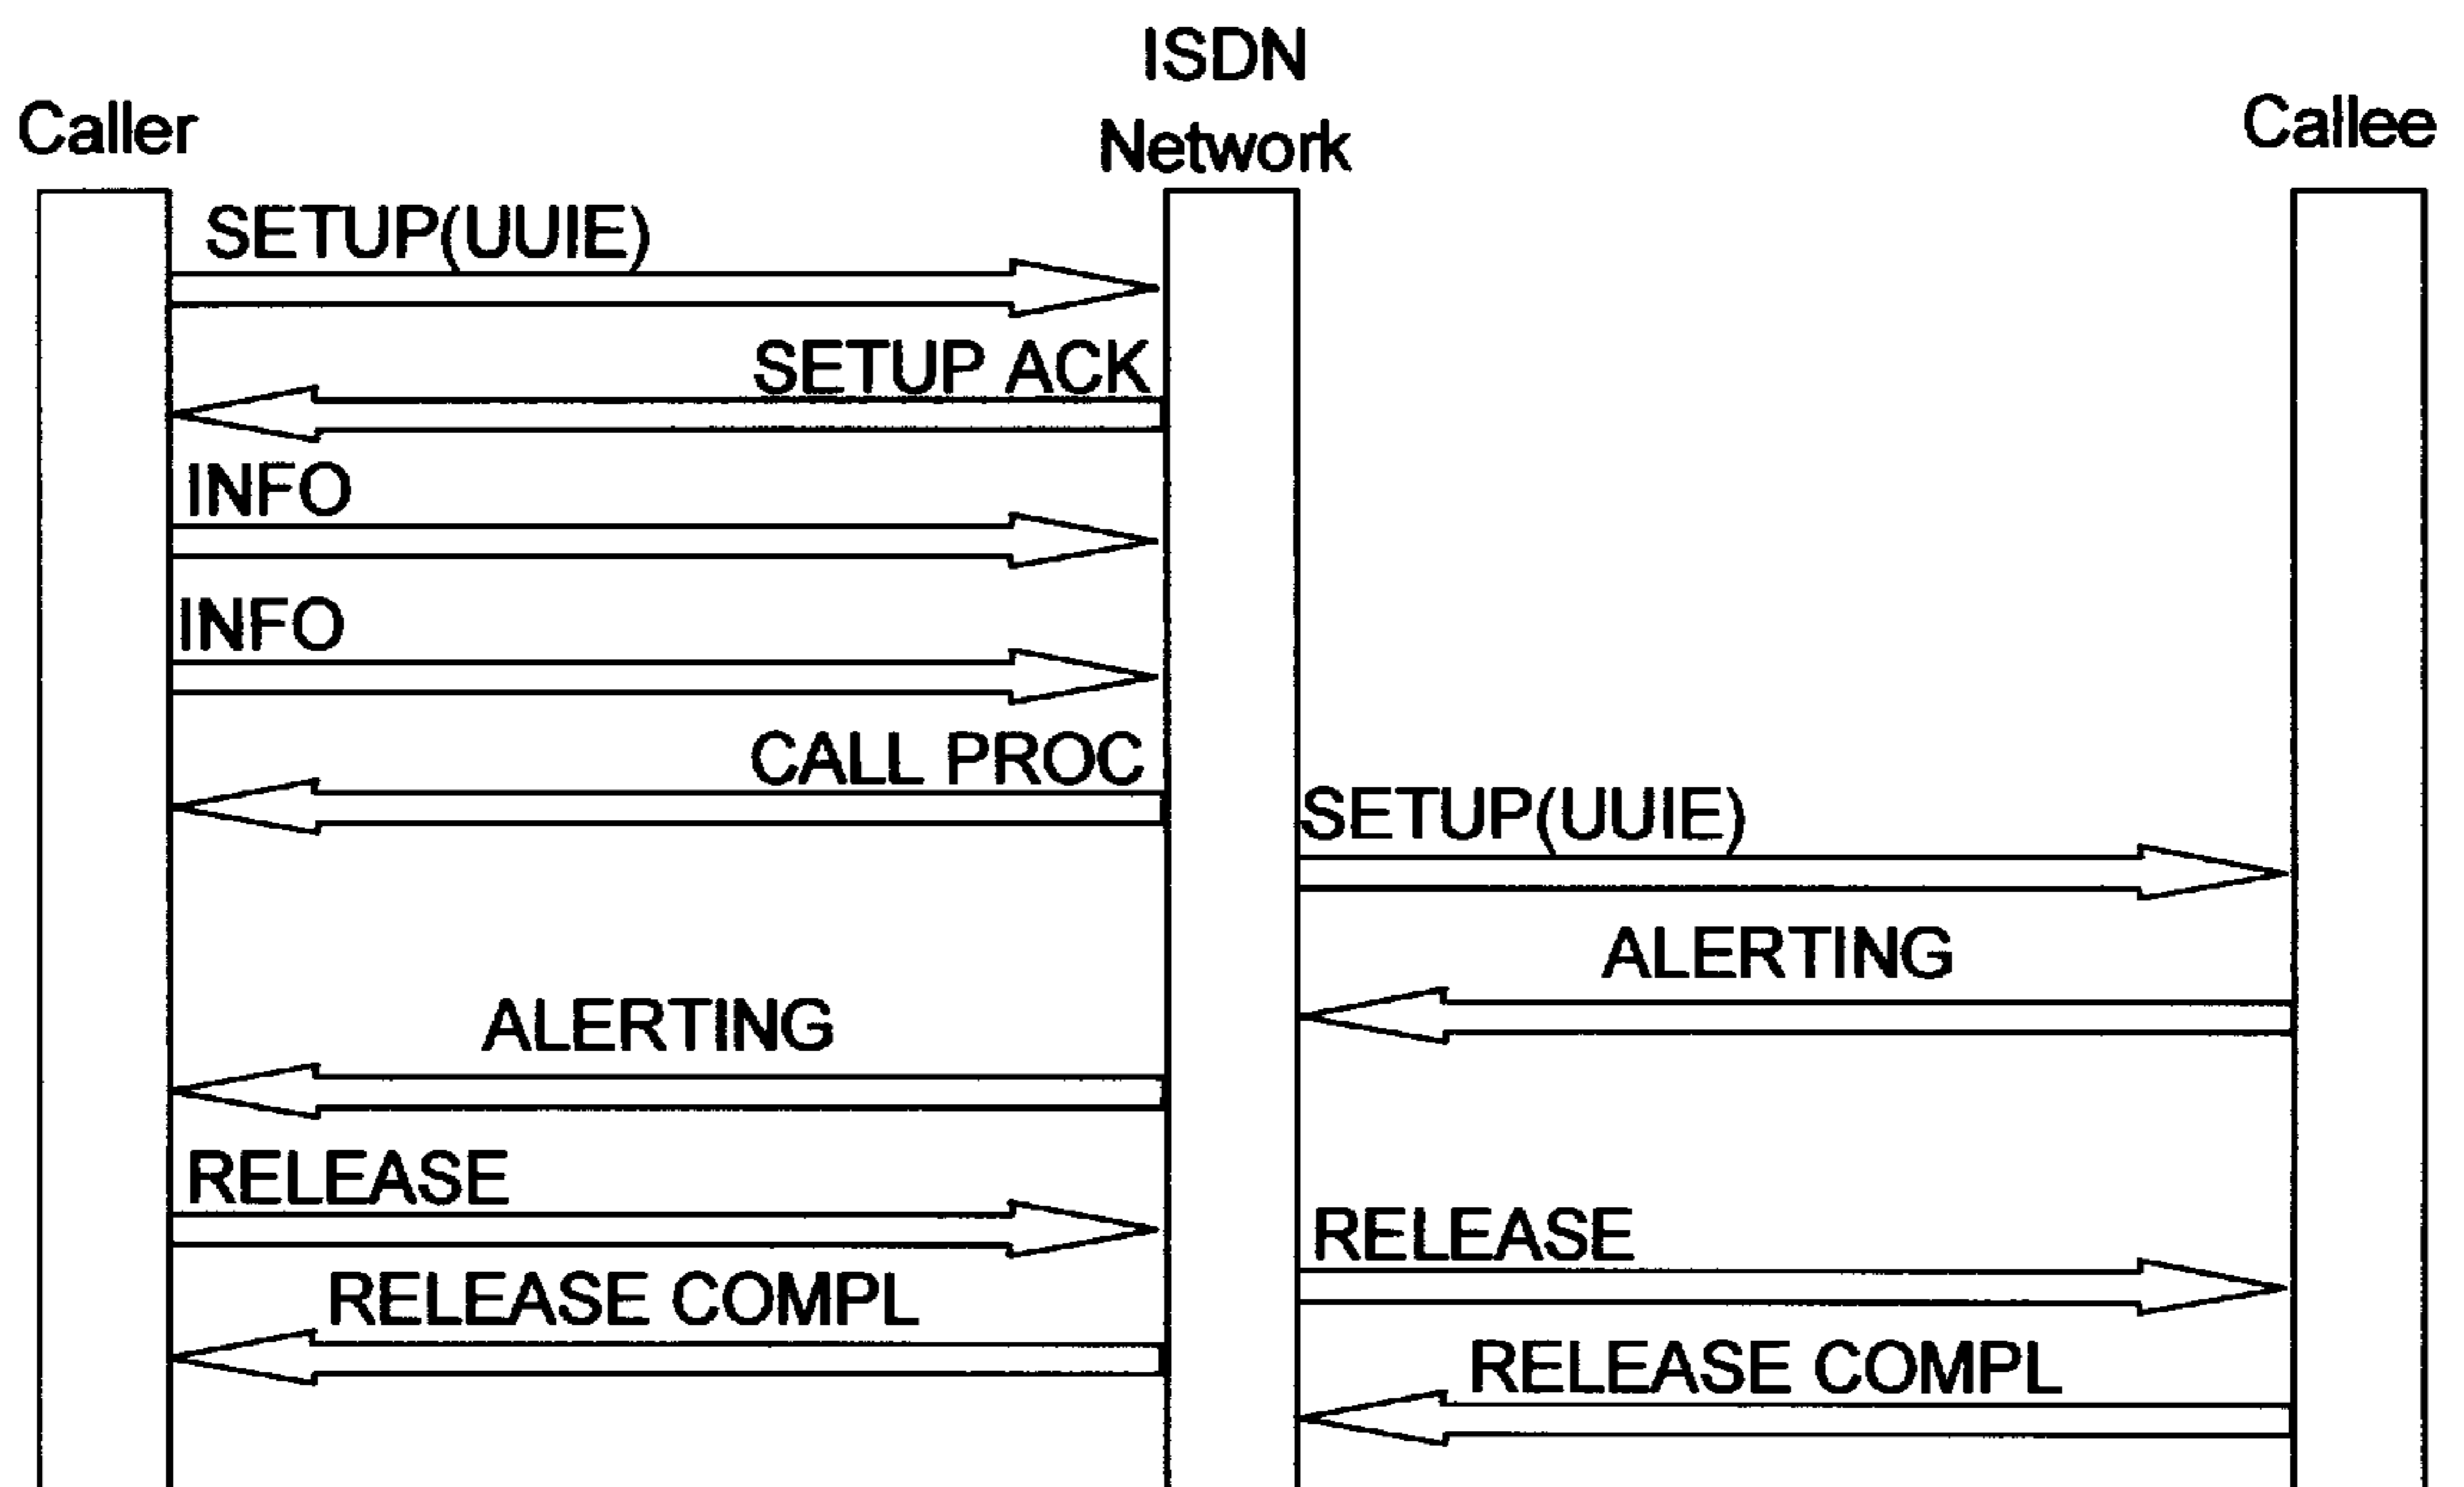 ISDN
Network
Caller
Callee
SETUP(UUIE)
SETUP ACK
INFO
INFO
CALL PROC
SETUP(UUIE)
ALERTING
ALERTING
RELEASE
RELEASE
RELEASE COMPL
RELEASE COMPL